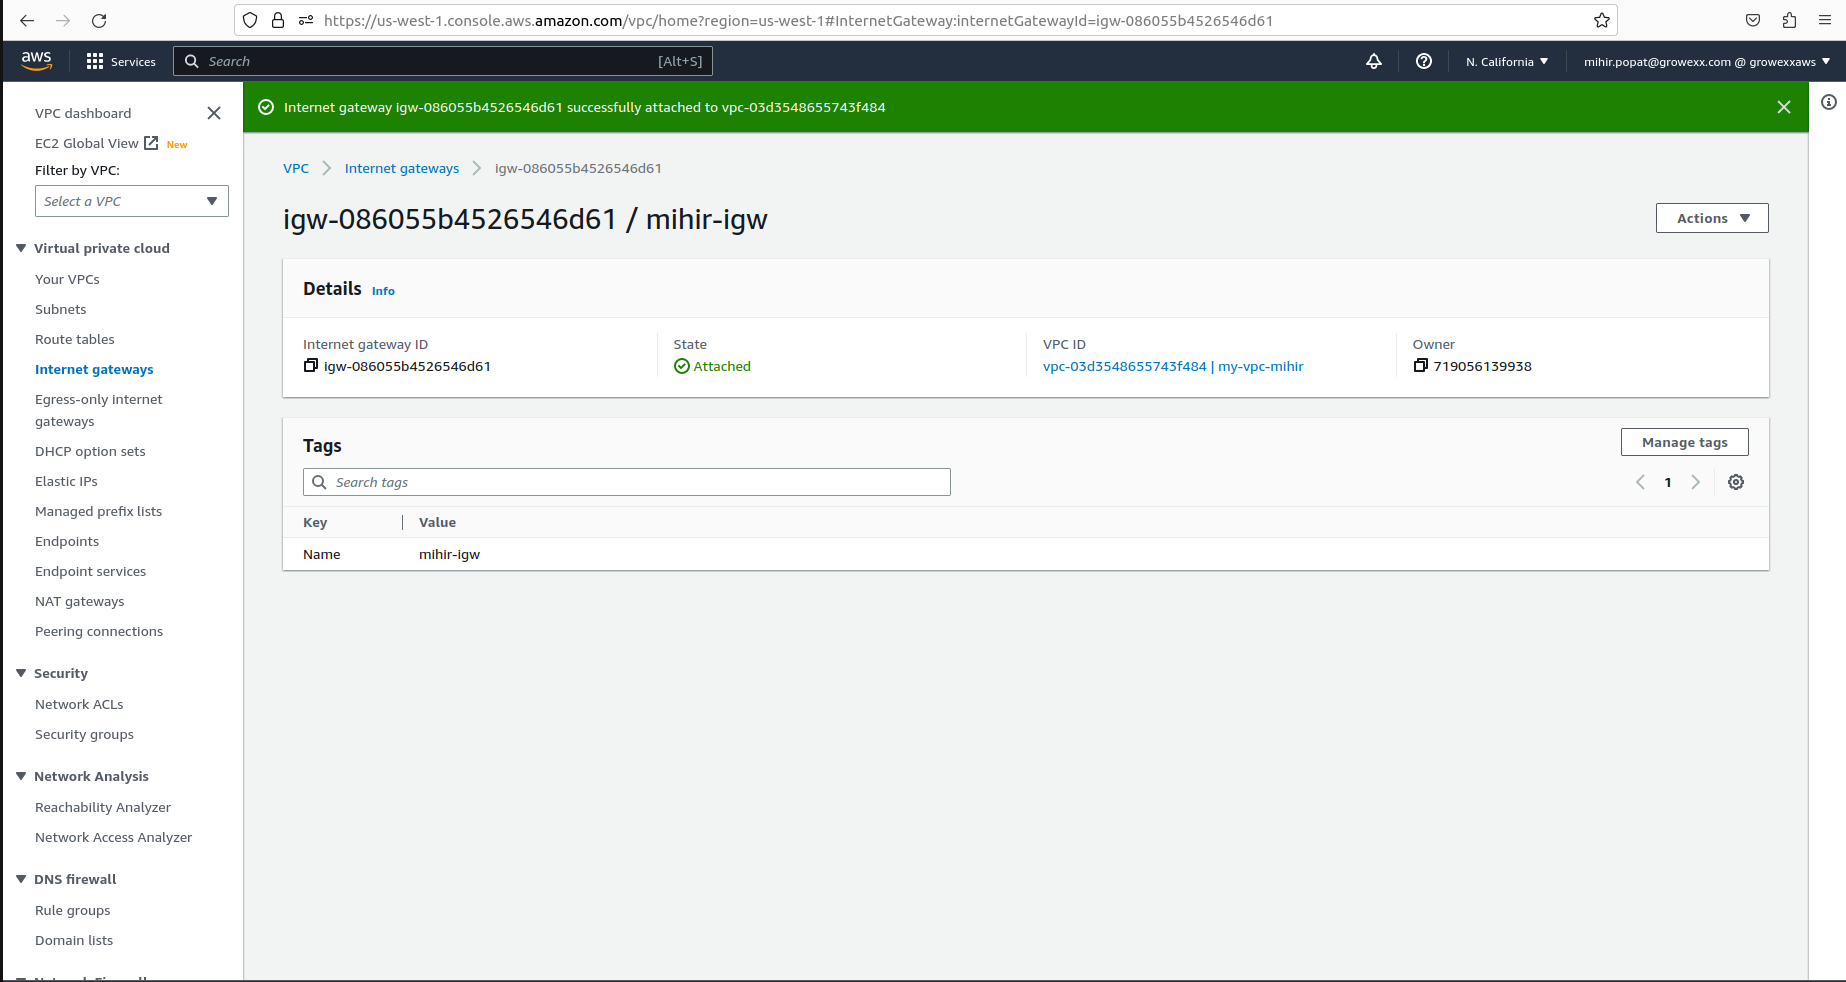 https://us-west-1.console.aws.amazon.com/vpc/home?region=us-west-1#InternetGateway:internetGatewayId=igw-086055b4526546d61
aws Services Search [Alt+S] N. California mihir.popat@growexx.com @ growexxaws
VPC dashboard
EC2 Global View New
Filter by VPC:
Select a VPC
Virtual private cloud
Your VPCs
Subnets
Route tables
Internet gateways
Egress-only internet
gateways
DHCP option sets
Elastic IPs
Managed prefix lists
Endpoints
Endpoint services
NAT gateways
Peering connections
Security
Network ACLs
Security groups
Network Analysis
Reachability Analyzer
Network Access Analyzer
DNS firewall
Rule groups
Domain lists
Internet gateway igw-086055b4526546d61 successfully attached to vpc-03d3548655743f484
VPC Internet gateways igw-086055b4526546d61
igw-086055b4526546d61 / mihir-igw
Actions
Details Info
Internet gateway ID
igw-086055b4526546d61
State
Attached
VPC ID
vpc-03d3548655743f484 | my-vpc-mihir
Owner
719056139938
Tags
Manage tags
Search tags
1
Key Value
Name mihir-igw